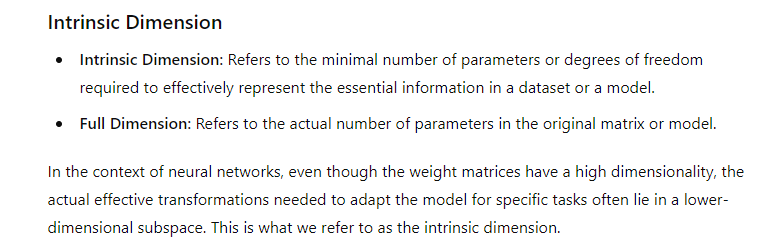 Intrinsic Dimension
• Intrinsic Dimension: Refers to the minimal number of parameters or degrees of freedom
required to effectively represent the essential information in a dataset or a model.
• Full Dimension: Refers to the actual number of parameters in the original matrix or model.
In the context of neural networks, even though the weight matrices have a high dimensionality, the
actual effective transformations needed to adapt the model for specific tasks often lie in a lower-
dimensional subspace. This is what we refer to as the intrinsic dimension.